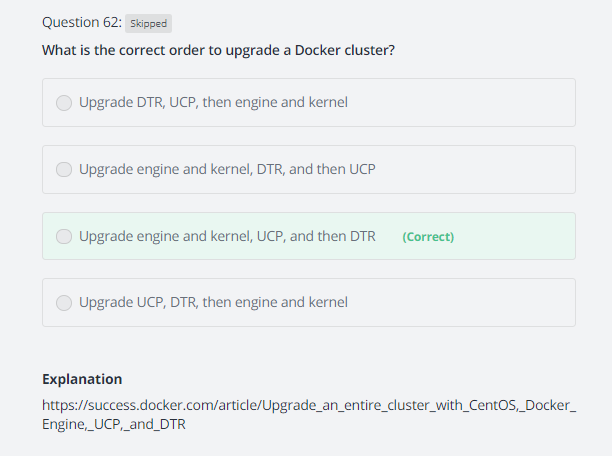 Question 62: Skipped
What is the correct order to upgrade a Docker cluster?
Upgrade DTR, UCP, then engine and kernel
Upgrade engine and kernel, DTR, and then UCP
Upgrade engine and kernel, UCP, and then DTR (Correct)
Upgrade UCP, DTR, then engine and kernel
Explanation
https://success.docker.com/article/Upgrade_an_entire_cluster_with_CentOS,_Docker_
Engine,_UCP,_and_DTR